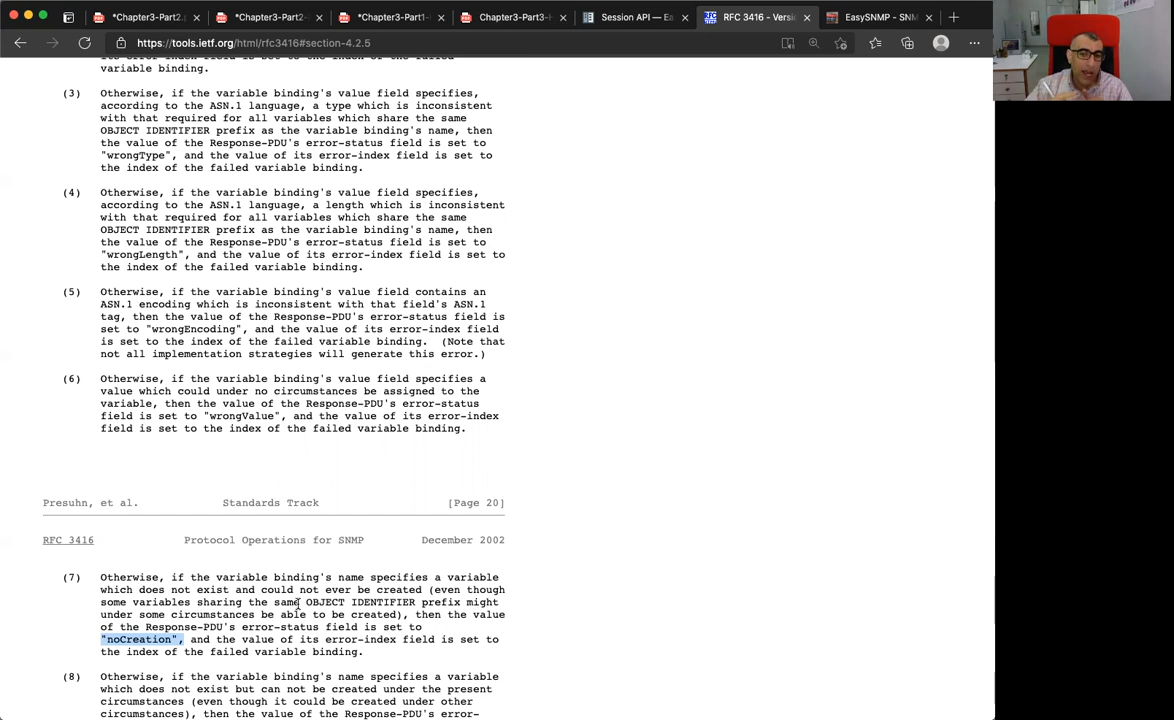 *Chapter3-Part2.
*Chapter3-Part2-
*Chapter3-Part1-
Chapter3-Part3-
Session API — Ea
RFC 3416 - Versi
EasySNMP - SNM
https://tools.ietf.org/html/rfc3416#section-4.2.5
variable binding.
(3) Otherwise, if the variable binding's value field specifies,
according to the ASN.1 language, a type which is inconsistent
with that required for all variables which share the same
OBJECT IDENTIFIER prefix as the variable binding's name, then
the value of the Response-PDU's error-status field is set to
"wrongType", and the value of its error-index field is set to
the index of the failed variable binding.
(4) Otherwise, if the variable binding's value field specifies,
according to the ASN.1 language, a length which is inconsistent
with that required for all variables which share the same
OBJECT IDENTIFIER prefix as the variable binding's name, then
the value of the Response-PDU's error-status field is set to
"wrongLength", and the value of its error-index field is set to
the index of the failed variable binding.
(5) Otherwise, if the variable binding's value field contains an
ASN.1 encoding which is inconsistent with that field's ASN.1
tag, then the value of the Response-PDU's error-status field is
set to "wrongEncoding", and the value of its error-index field
is set to the index of the failed variable binding. (Note that
not all implementation strategies will generate this error.)
(6) Otherwise, if the variable binding's value field specifies a
value which could under no circumstances be assigned to the
variable, then the value of the Response-PDU's error-status
field is set to "wrongValue", and the value of its error-index
field is set to the index of the failed variable binding.
Presuhn, et al. Standards Track [Page 20]
RFC 3416 Protocol Operations for SNMP December 2002
(7) Otherwise, if the variable binding's name specifies a variable
which does not exist and could not ever be created (even though
some variables sharing the same OBJECT IDENTIFIER prefix might
under some circumstances be able to be created), then the value
of the Response-PDU's error-status field is set to
"noCreation", and the value of its error-index field is set to
the index of the failed variable binding.
(8) Otherwise, if the variable binding's name specifies a variable
which does not exist but can not be created under the present
circumstances (even though it could be created under other
circumstances), then the value of the Response-PDU's error-